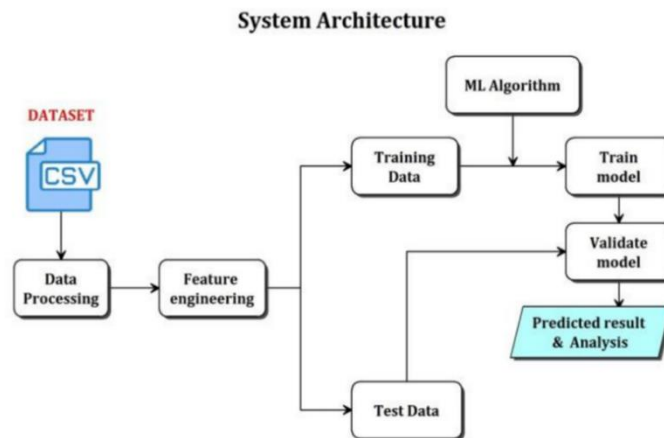 System Architecture
ML Algorithm
DATASET
CSV
Training
Data
Train
model
Data
Processing
Feature
engineering
Validate
model
Predicted result
& Analysis
Test Data